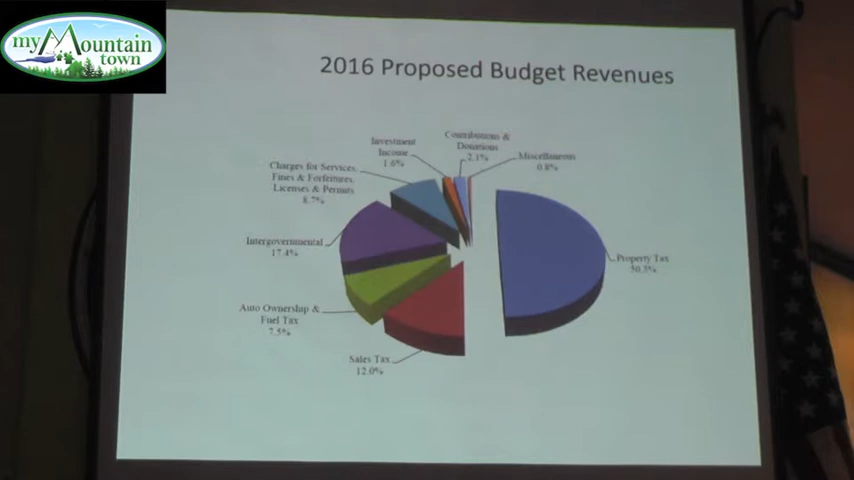 my Mountain
town
2016 Proposed Budget Revenues
Contributions &
Donations
2.1%
Investment
Income
1.6%
Miscellaneous
0.8%
Charges for Services,
Fines & Forfeitures,
Licenses & Permits
8.7%
Intergovernmental
17.4%
Property Tax
Auto Ownership &
Fuel Tax
7.5%
Sales Tax
12.0%